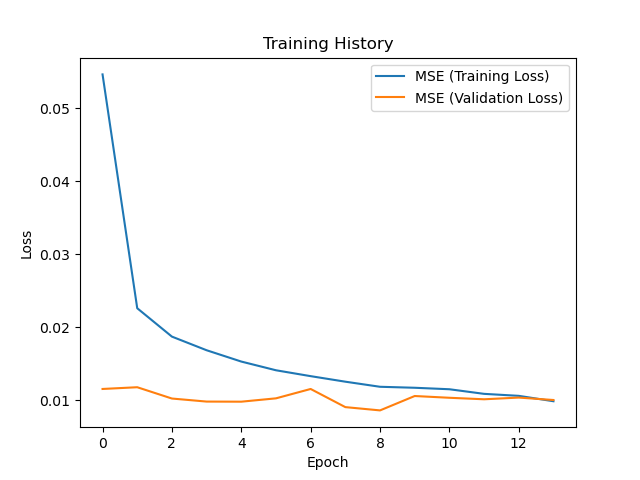 Training History
MSE (Training Loss)
MSE (Validation Loss)
0.05
0.04
0.03
0.02
0.01
Loss
0 2 4 6 8 10 12
Epoch